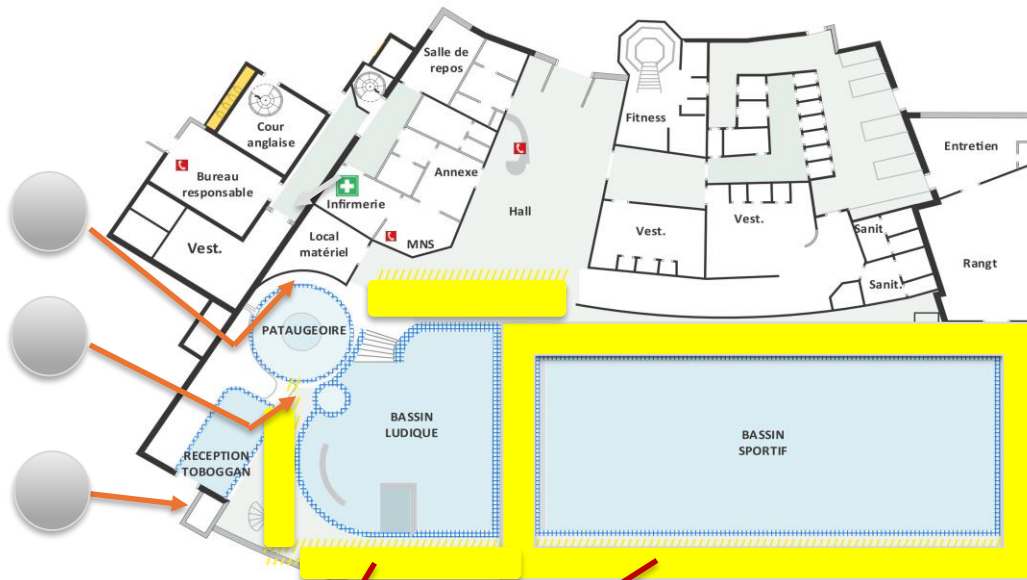 Salle de
repos
Cour
anglaise
Fitness
Entretien
Bureau
responsable
Annexe
Infirmerie
Hall
Vest.
Local
matériel
MNS
Vest.
Vest.
Sanit
Rangt
Sanit.
PATAUGEOIRE
BASSIN
LUDIQUE
BASSIN
SPORTIF
RECEPTION
TOBOGGAN